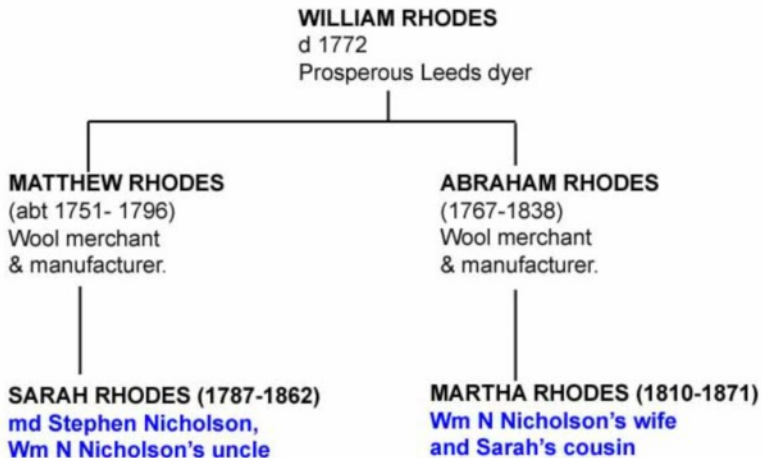 WILLIAM RHODES
d 1772
Prosperous Leeds dyer
MATTHEW RHODES
(abt 1751- 1796)
Wool merchant
& manufacturer.
ABRAHAM RHODES
(1767-1838)
Wool merchant
& manufacturer.
SARAH RHODES (1787-1862)
md Stephen Nicholson,
Wm N Nicholson's uncle
MARTHA RHODES (1810-1871)
Wm N Nicholson's wife
and Sarah's cousin